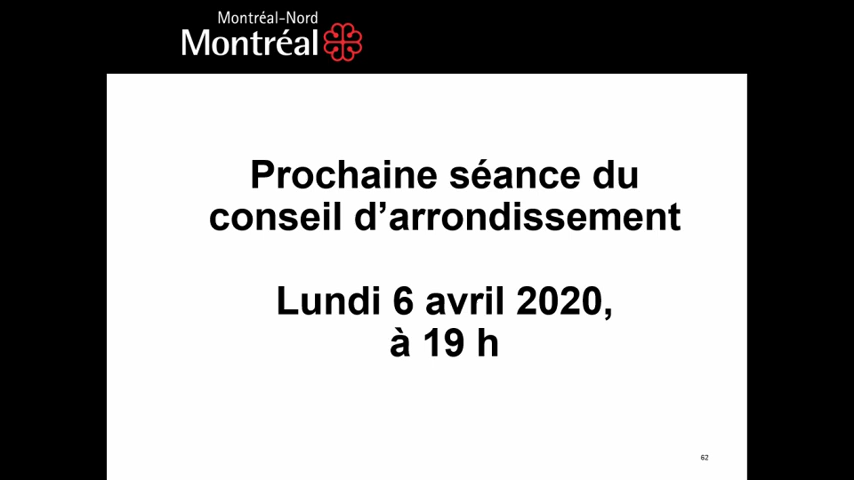 Montréal-Nord
Montréal
Prochaine séance du
conseil d’arrondissement
Lundi 6 avril 2020,
à 19 h
62